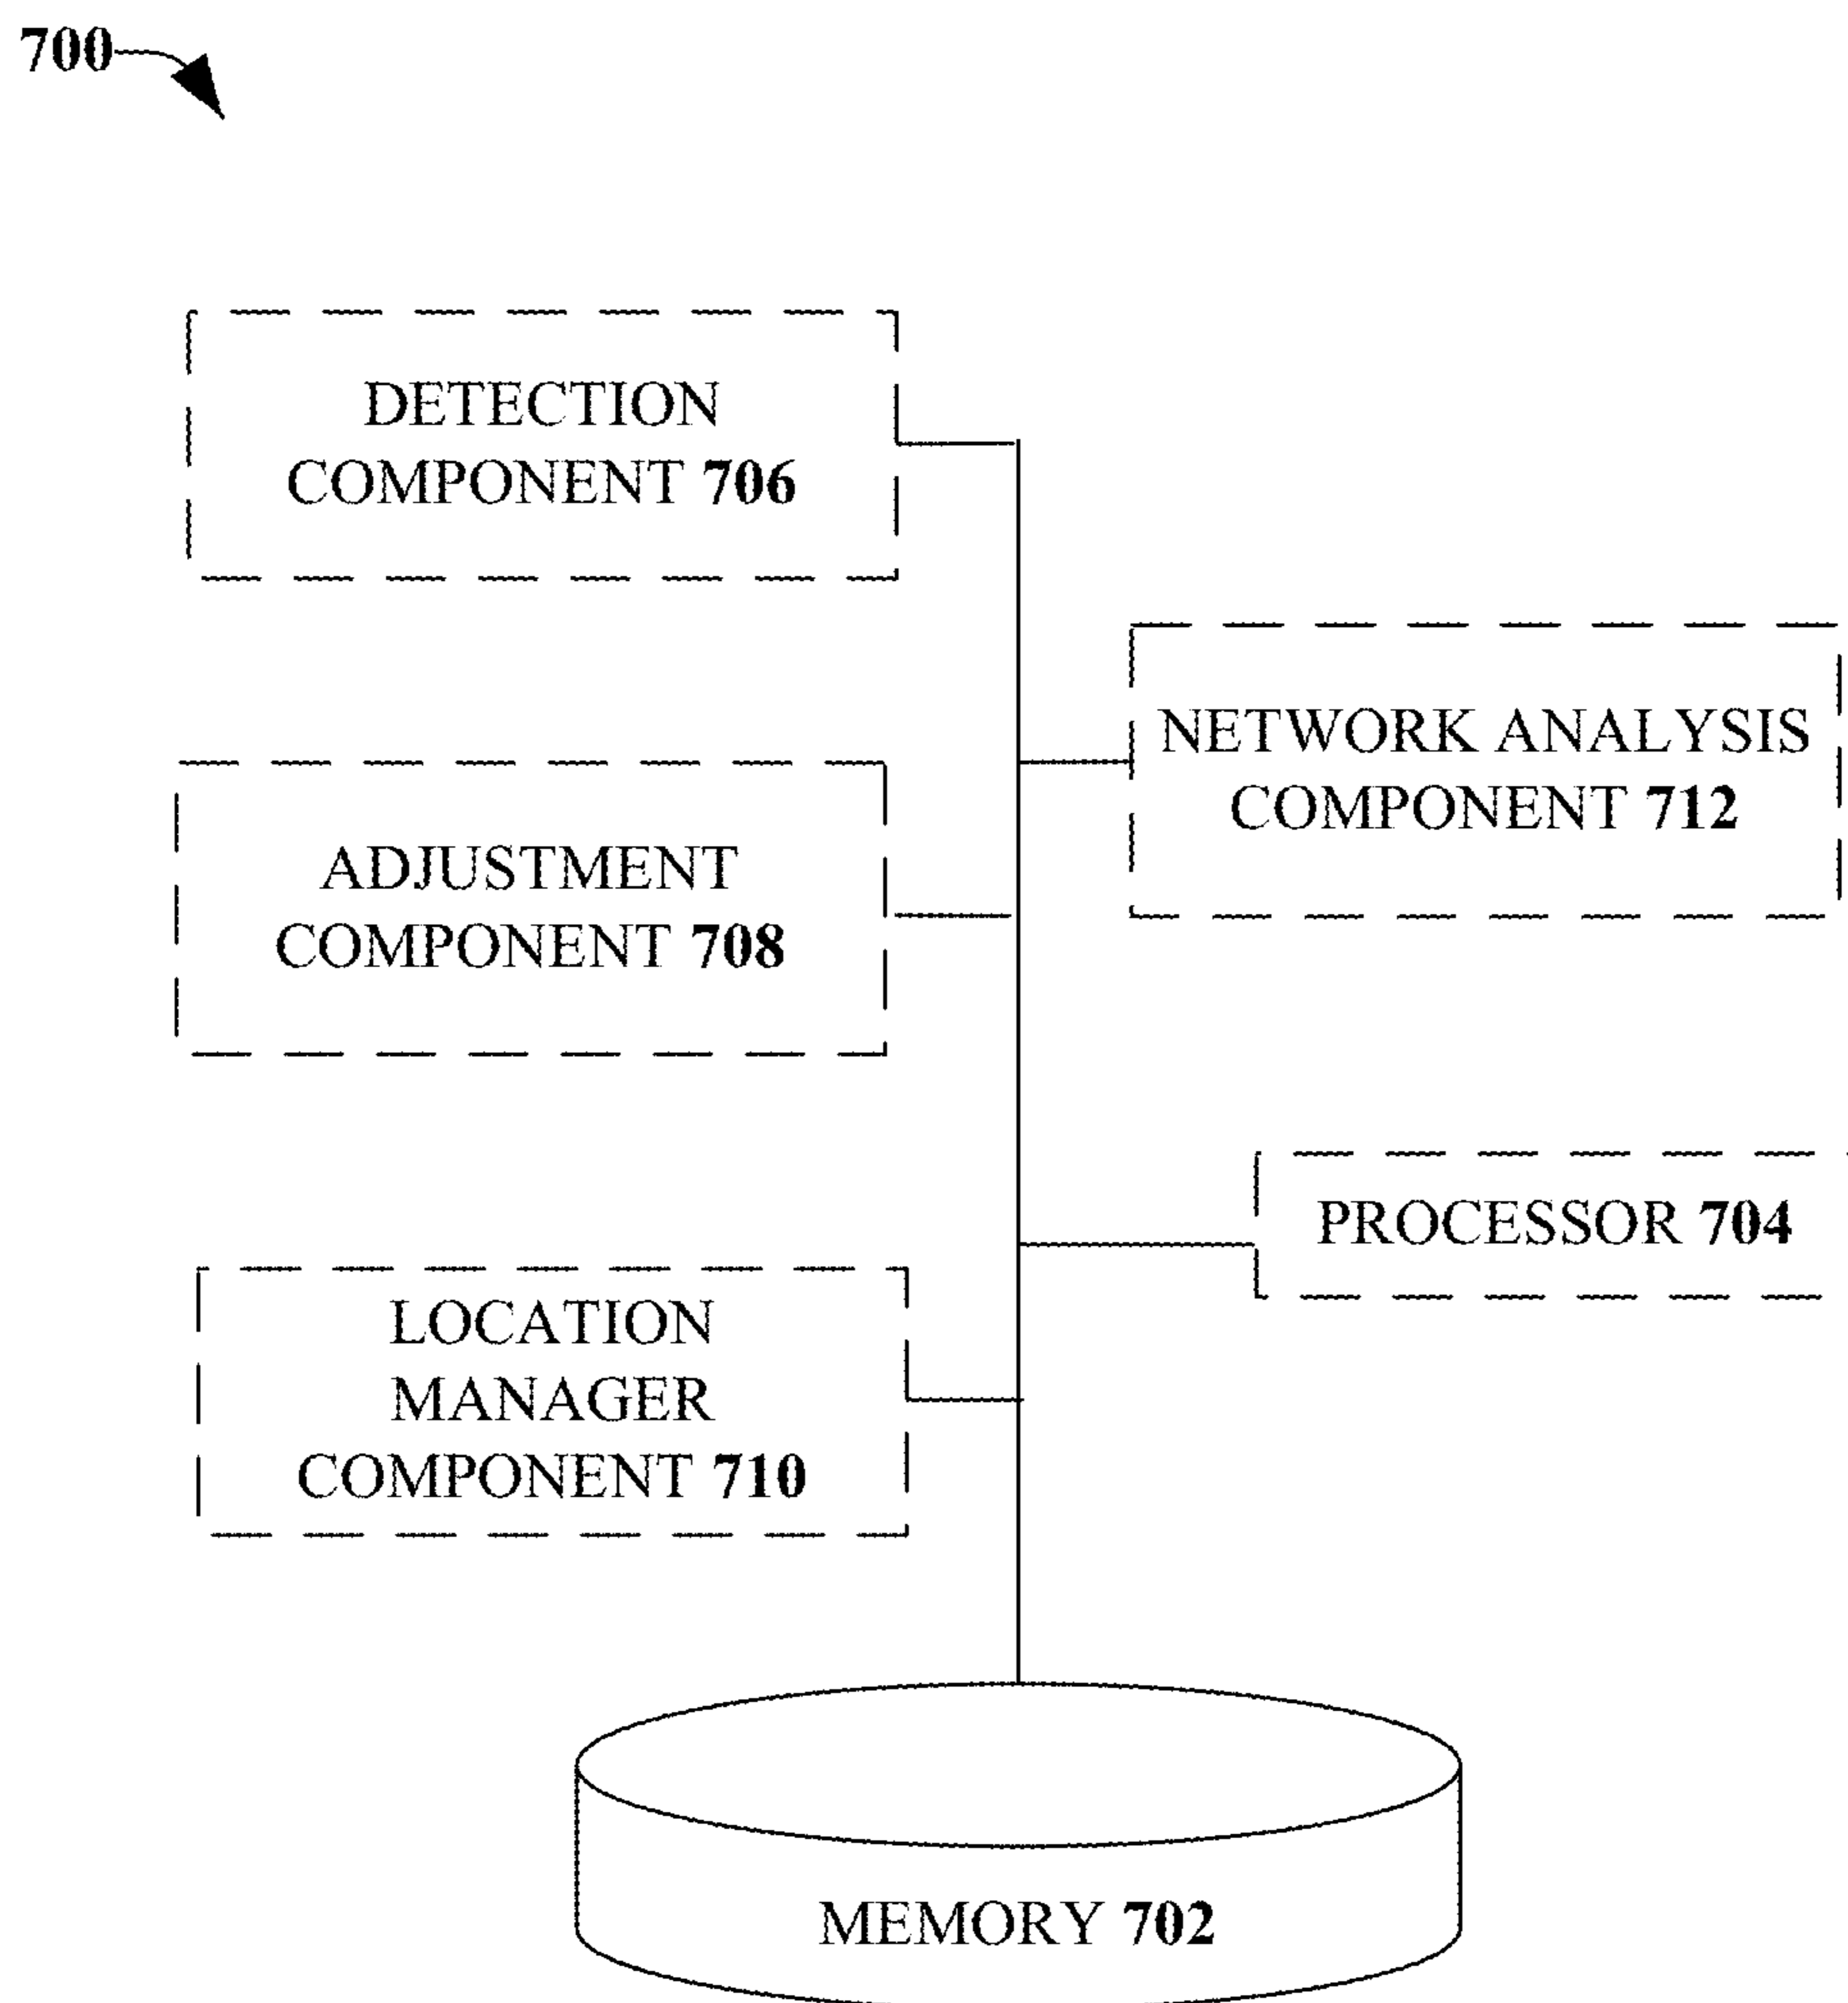 700
DETECTION
COMPONENT 706
NETWORK ANALYSIS
COMPONENT 712
ADJUSTMENT
COMPONENT 708
PROCESSOR 704
LOCATION
MANAGER
COMPONENT 710
MEMORY 702